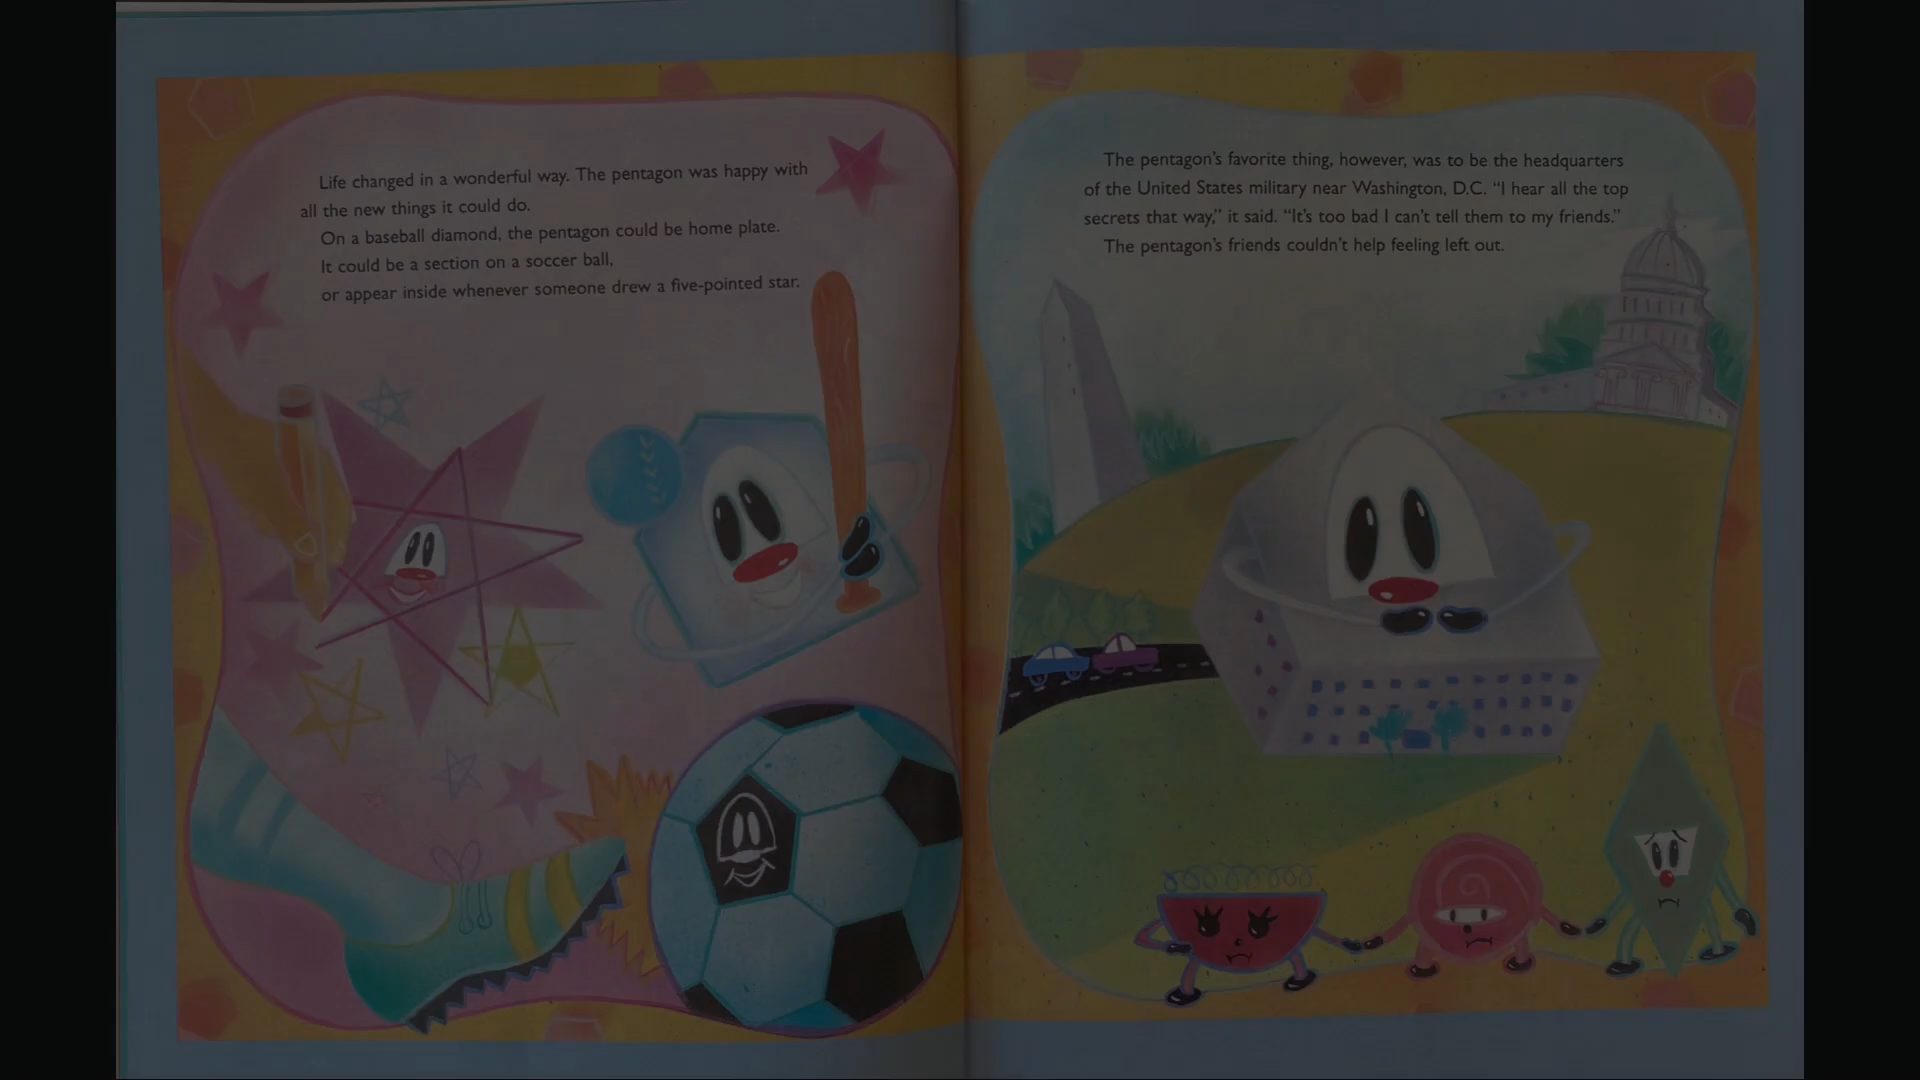 Life changed in a wonderful way. The pentagon was happy with
all the new things it could do.
On a baseball diamond, the pentagon could be home plate.
It could be a section on a soccer ball,
or appear inside whenever someone drew a five-pointed star.
The pentagon's favorite thing, however, was to be the headquarters
of the United States military near Washington, D.C. “I hear all the top
secrets that way,” it said. “It's too bad I can't tell them to my friends.”
The pentagon's friends couldn't help feeling left out.